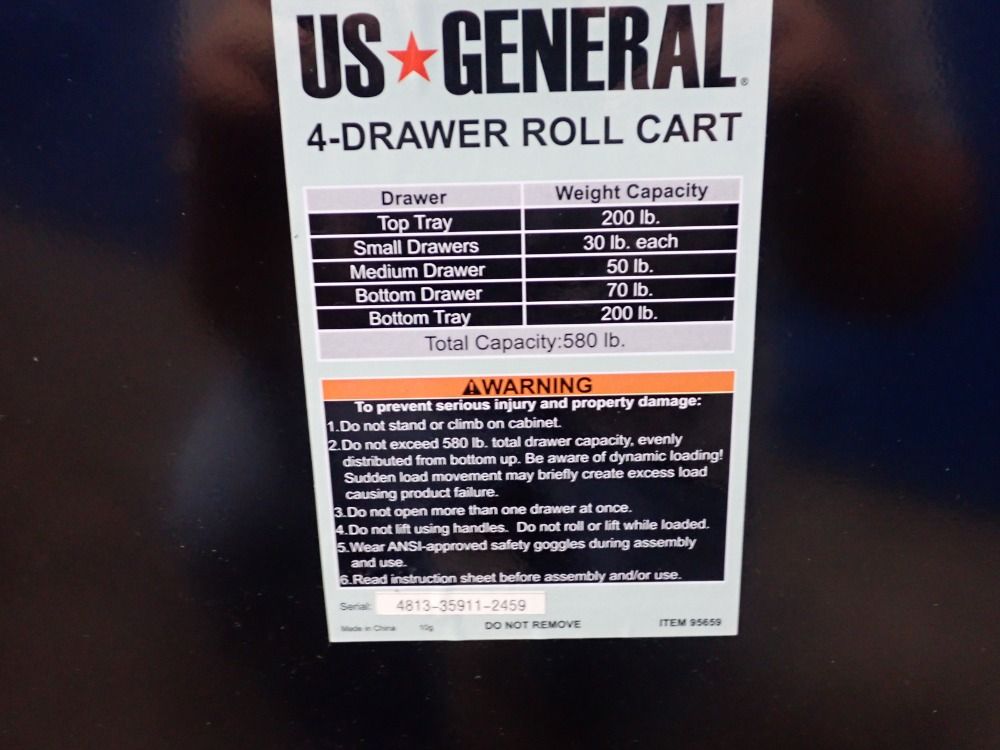 US★GENERAL®
4-DRAWER ROLL CART
Drawer Weight Capacity
Top Tray 200 lb.
Small Drawers 30 lb. each
Medium Drawer 50 lb.
Bottom Drawer 70 lb.
Bottom Tray 200 lb.
Total Capacity:580 lb.
⚠WARNING
To prevent serious injury and property damage:
1.Do not stand or climb on cabinet.
2.Do not exceed 580 lb. total drawer capacity, evenly
distributed from bottom up. Be aware of dynamic loading!
Sudden load movement may briefly create excess load
causing product failure.
3.Do not open more than one drawer at once.
4.Do not lift using handles. Do not roll or lift while loaded.
5.Wear ANSI-approved safety goggles during assembly
and use.
6.Read instruction sheet before assembly and/or use.
Serial: 4813-35911-2459
Made in China 10g DO NOT REMOVE ITEM 95659